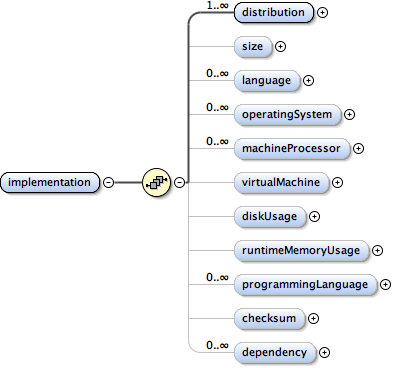 1..∞
distribution
size
0..∞
language
0..∞
operatingSystem
0..∞
machineProcessor
implementation
virtualMachine
diskUsage
runtimeMemoryUsage
0..∞
programmingLanguage
checksum
0..∞
dependency